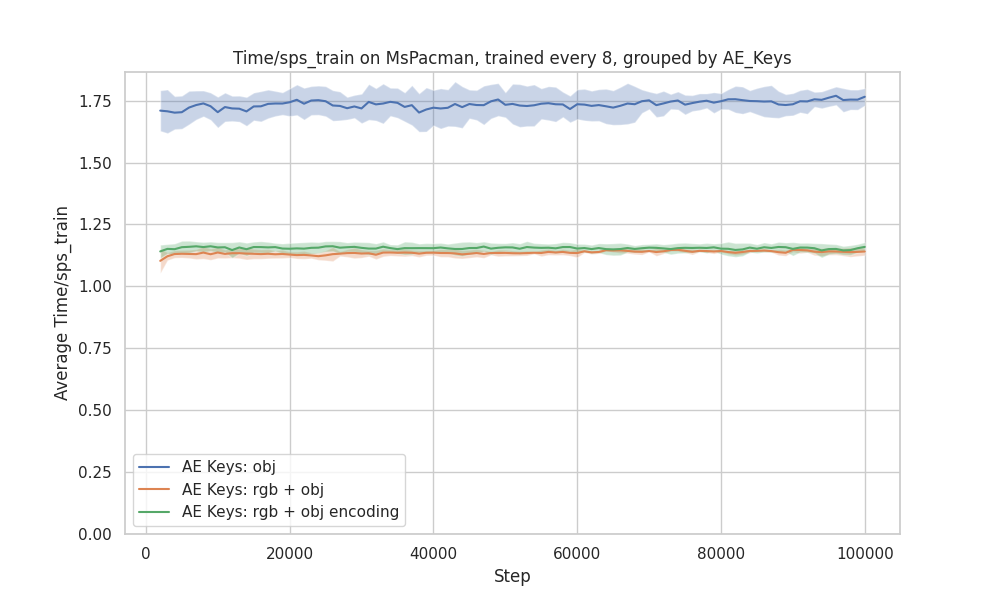 Time/sps_train on MsPacman, trained every 8, grouped by AE_Keys
Average Time/sps_train
1.75
1.50
1.25
1.00
0.75
0.50
0.25
0.00
AE Keys: obj
AE Keys: rgb + obj
AE Keys: rgb + obj encoding
0 20000 40000 60000 80000 100000
Step